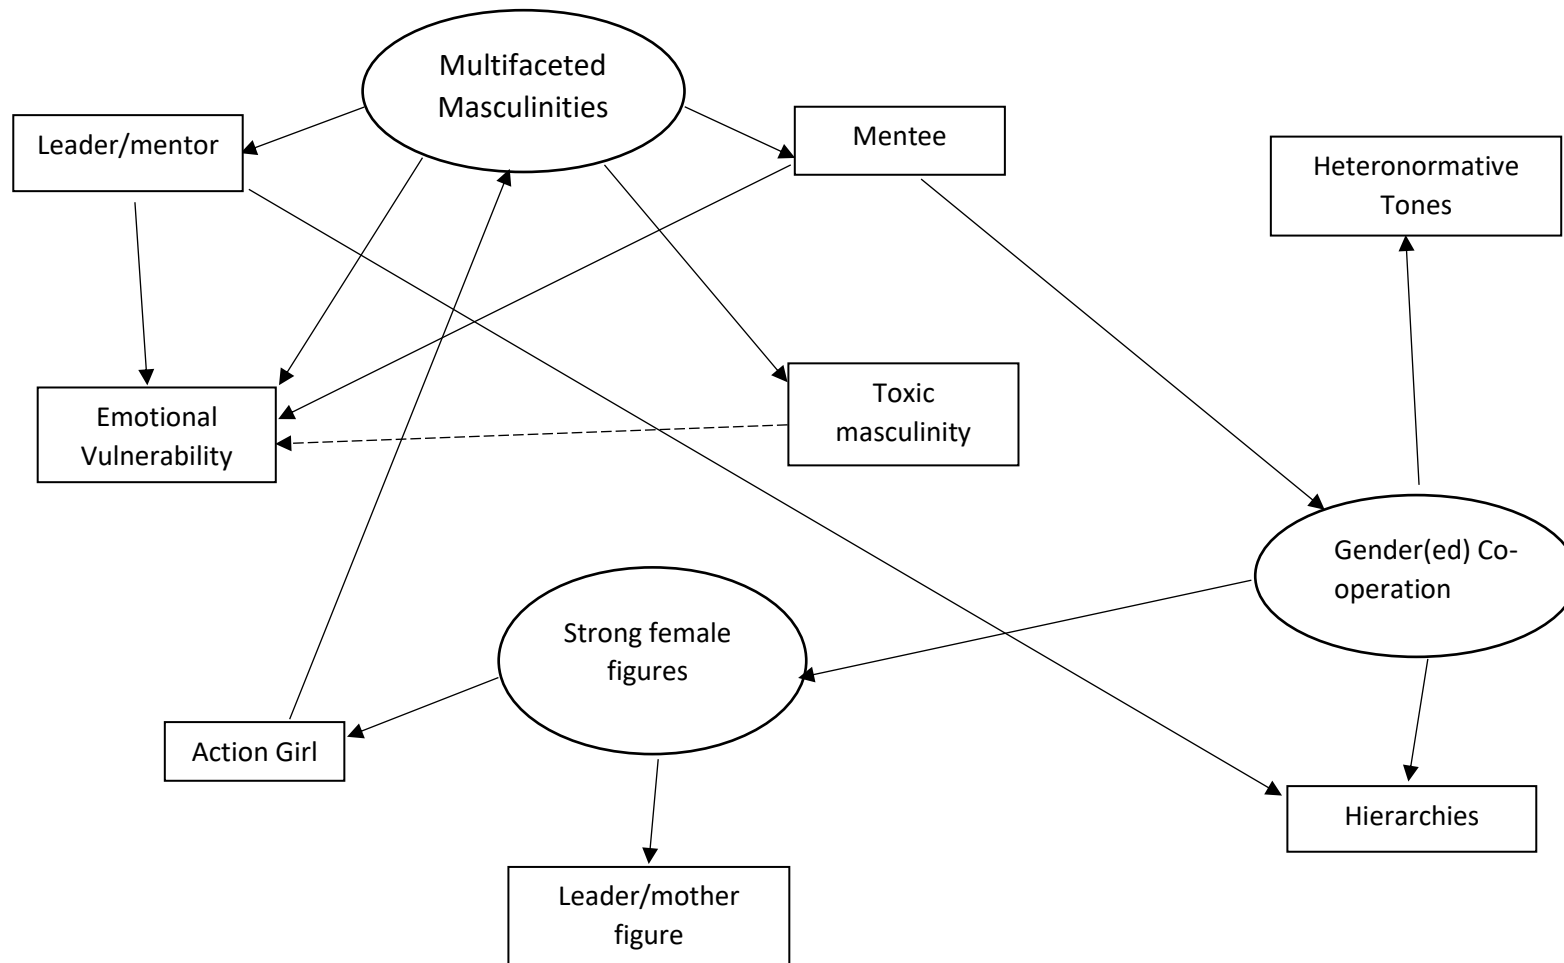 Multifaceted
Masculinities
Leader/mentor
Mentee
Heteronormative
Tones
Emotional
Vulnerability
Toxic
masculinity
Gender(ed) Co-
operation
Strong female
figures
Action Girl
Hierarchies
Leader/mother
figure